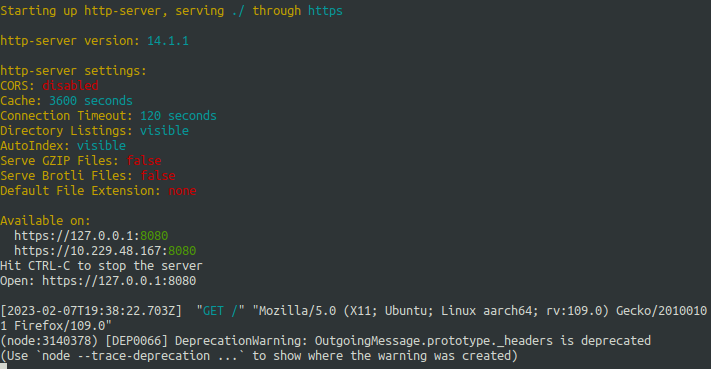 Starting up http-server, serving ./ through https
http-server version: 14.1.1
http-server settings:
CORS: disabled
Cache: 3600 seconds
Connection Timeout: 120 seconds
Directory Listings: visible
AutoIndex: visible
Serve GZIP Files: false
Serve Brotli Files: false
Default File Extension: none
Available on:
https://127.0.0.1:8080
https://10.229.48.167:8080
Hit CTRL-C to stop the server
Open: https://127.0.0.1:8080
[2023-02-07T19:38:22.703Z]  "GET /" "Mozilla/5.0 (X11; Ubuntu; Linux aarch64; rv:109.0) Gecko/2010010
1 Firefox/109.0"
(node:3140378) [DEP0066] DeprecationWarning: OutgoingMessage.prototype._headers is deprecated
(Use `node --trace-deprecation ...` to show where the warning was created)